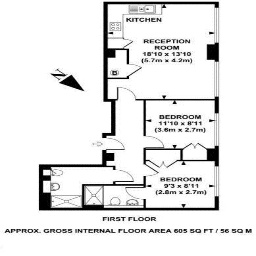 KITCHEN
RECEPTION
ROOM
18'10 x 13'10
(5.7m x 4.2m)
N
BEDROOM
11'10 x 8'11
(3.6m x 2.7m)
BEDROOM
9'3 x 8'11
(2.8m x 2.7m)
FIRST FLOOR
APPROX. GROSS INTERNAL FLOOR AREA 605 SQ FT / 56 SQ M